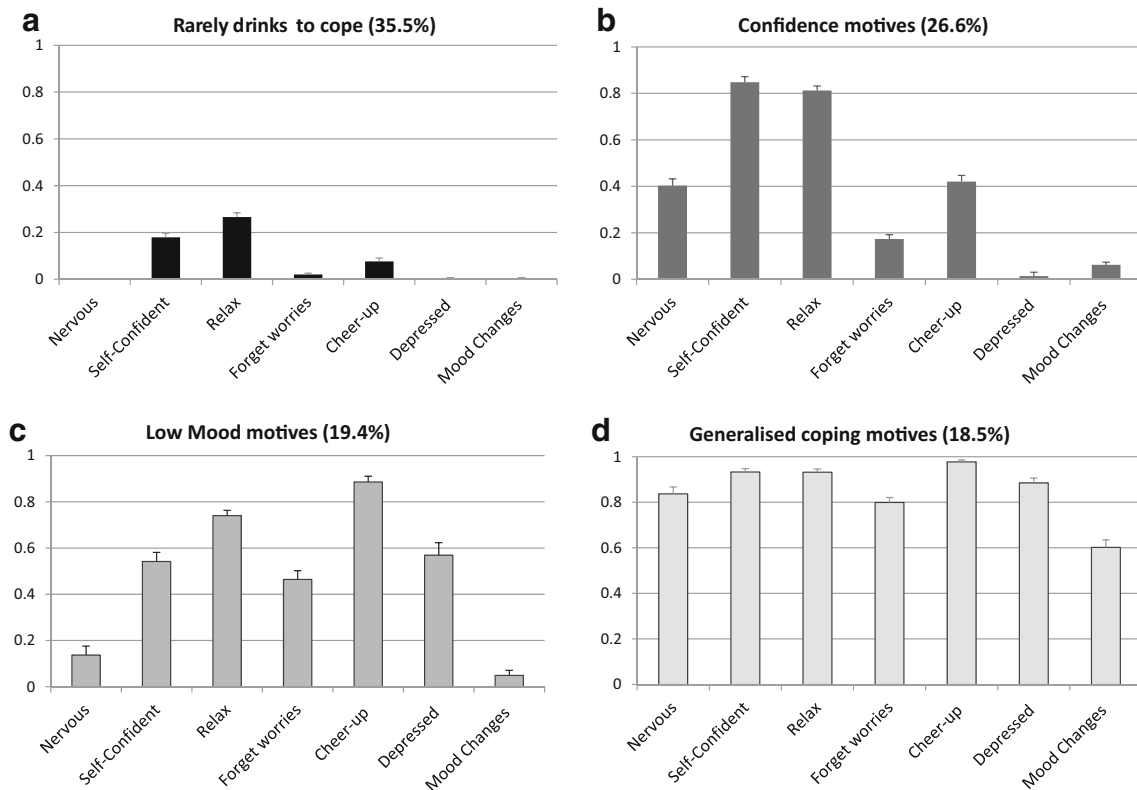 a
Rarely drinks to cope (35.5%)
1
0.8
0.6
0.4
0.2
0
Nervous
Self-Confident
Relax
Forget worries
Cheer-up
Depressed
Mood Changes
b
Confidence motives (26.6%)
1
0.8
0.6
0.4
0.2
0
Nervous
Self-Confident
Relax
Forget worries
Cheer-up
Depressed
Mood Changes
c
Low Mood motives (19.4%)
1
0.8
0.6
0.4
0.2
0
Nervous
Self-Confident
Relax
Forget worries
Cheer-up
Depressed
Mood Changes
d
Generalised coping motives (18.5%)
1
0.8
0.6
0.4
0.2
0
Nervous
Self-Confident
Relax
Forget worries
Cheer-up
Depressed
Mood Changes